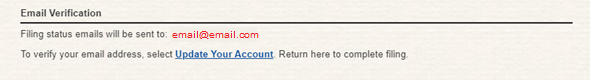 Email Verification
Filing status emails will be sent to: email@email.com
To verify your email address, select Update Your Account. Return here to complete filing.